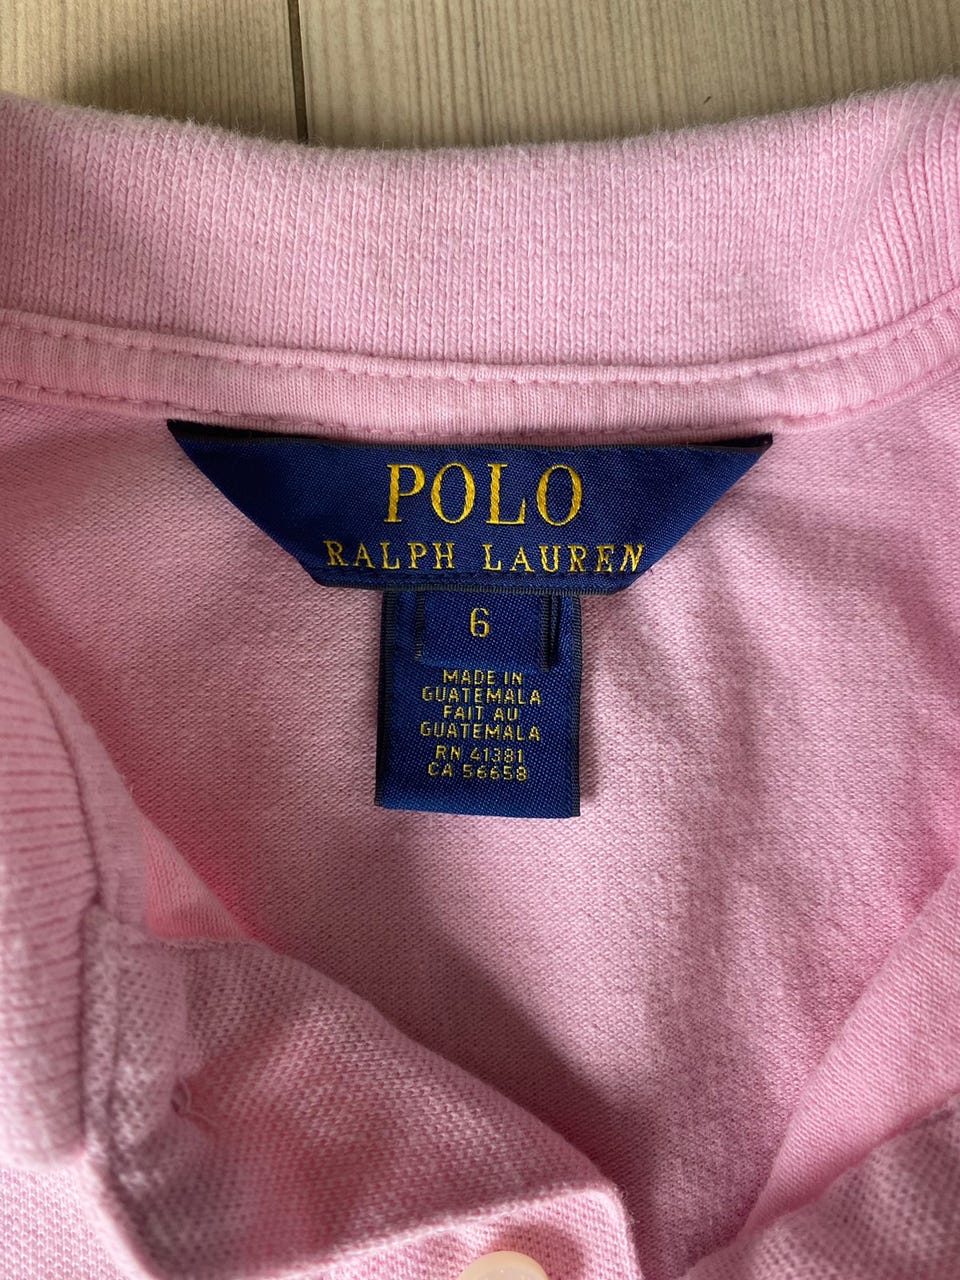 POLO
RALPH LAUREN
6
MADE IN
GUATEMALA
FAIT AU
GUATEMALA
RN 41381
CA 56658